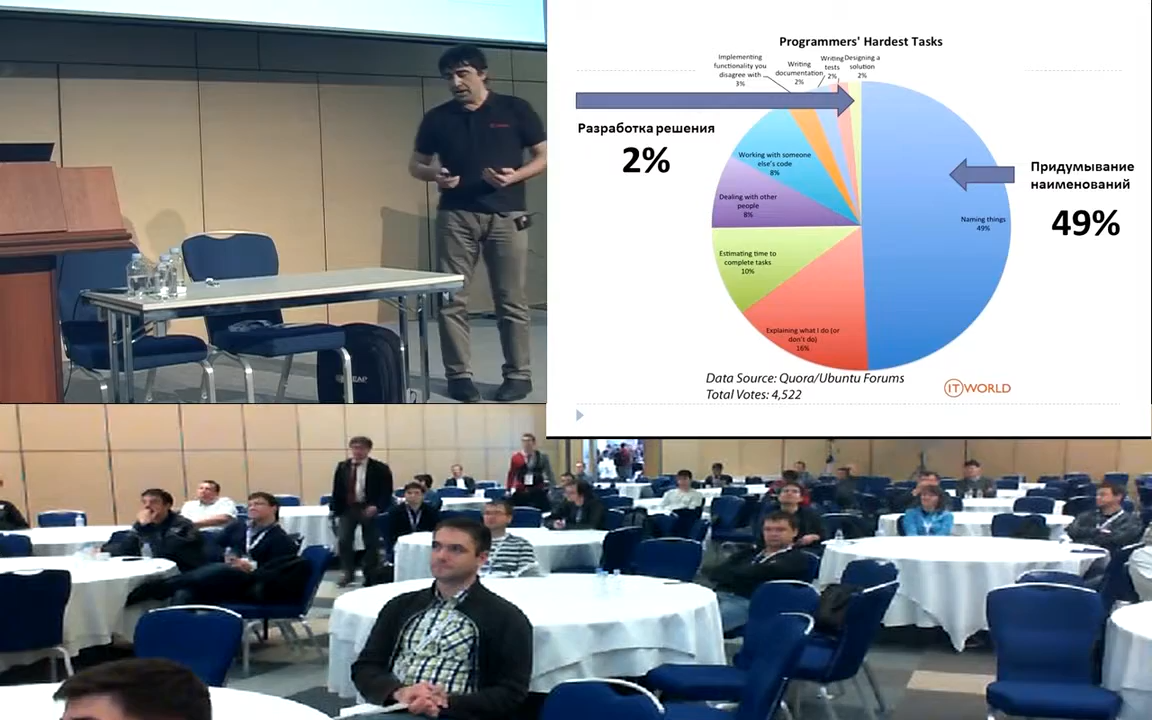 Programmers' Hardest Tasks
Implementing
functionality you
disagree with
3%
Writing
documentation
2%
Writing
tests
2%
Designing a
solution
2%
Разработка решения
2%
Придумывание
наименований
49%
Working with someone
else's code
8%
Dealing with other
people
8%
Naming things
49%
Estimating time to
complete tasks
10%
Explaining what I do (or
don't do)
16%
Data Source: Quora/Ubuntu Forums
Total Votes: 4,522
IT WORLD